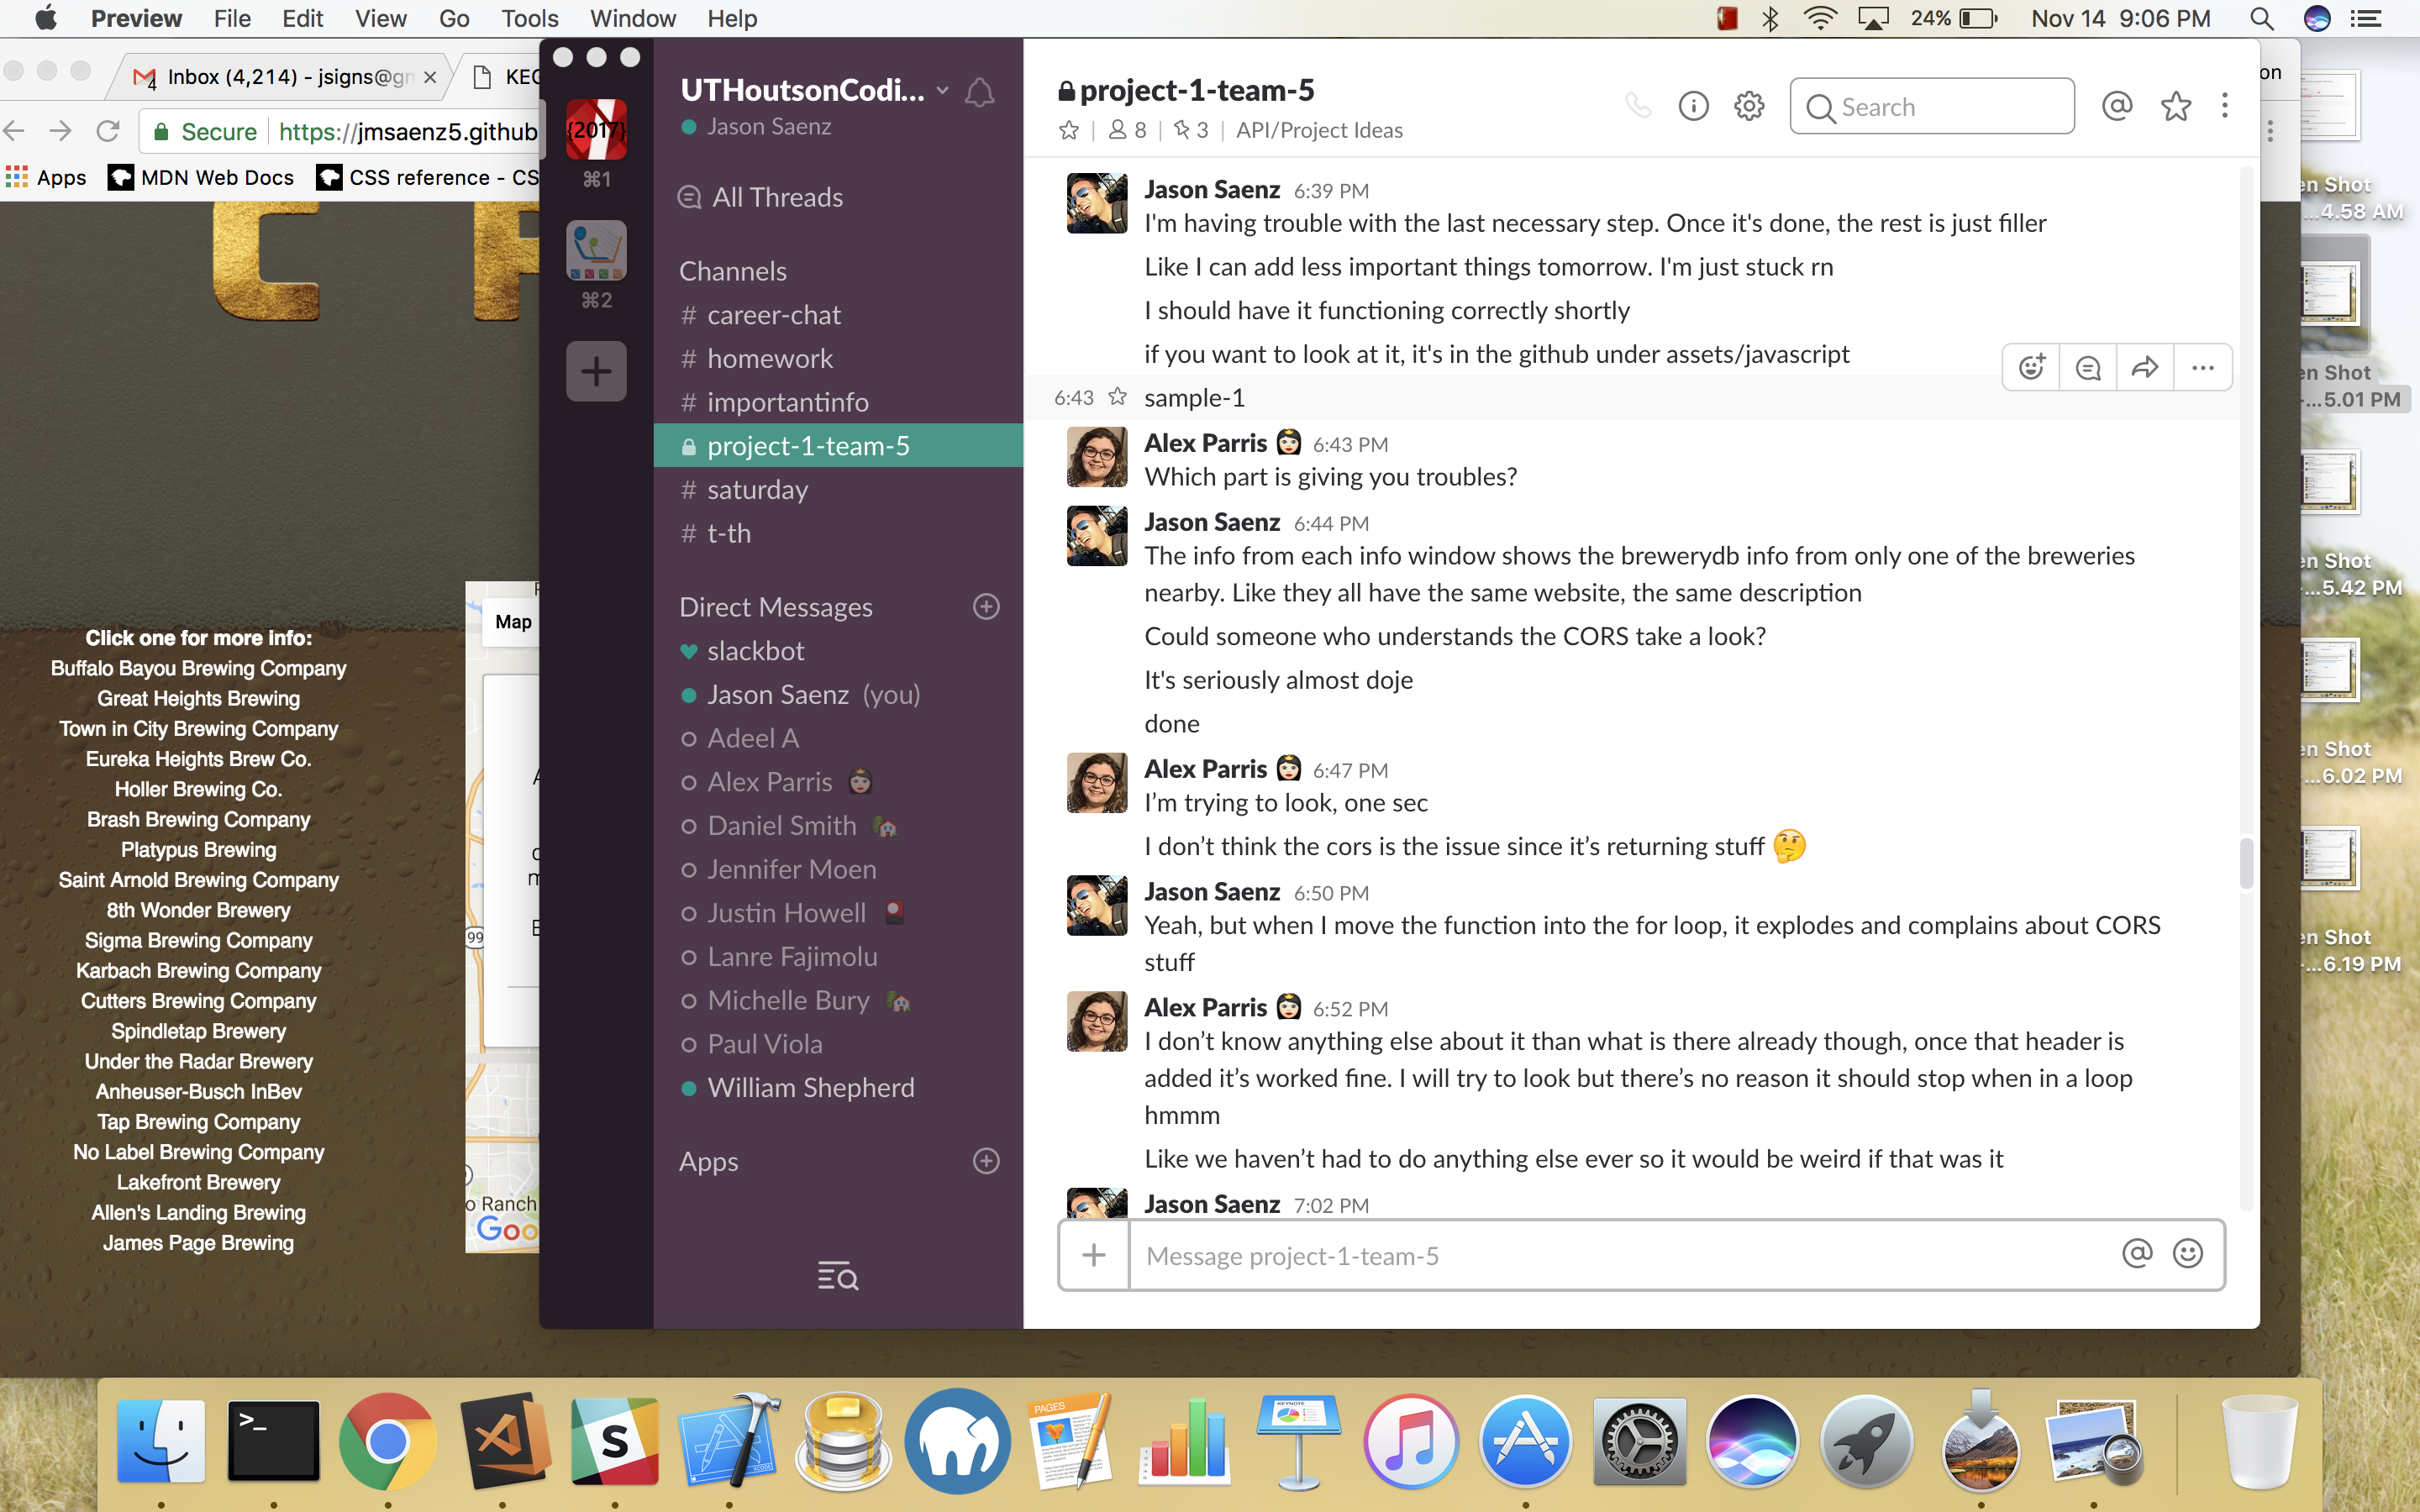 Preview File Edit View Go Tools Window Help
24% Nov 14 9:06 PM
Inbox (4,214) - jsigns@gm
KEG
Secure https://jmsaenz5.github
Apps MDN Web Docs CSS reference - CS
C
Click one for more info:
Buffalo Bayou Brewing Company
Great Heights Brewing
Town in City Brewing Company
Eureka Heights Brew Co.
Holler Brewing Co.
Brash Brewing Company
Platypus Brewing
Saint Arnold Brewing Company
8th Wonder Brewery
Sigma Brewing Company
Karbach Brewing Company
Cutters Brewing Company
Spindletap Brewery
Under the Radar Brewery
Anheuser-Busch InBev
Tap Brewing Company
No Label Brewing Company
Lakefront Brewery
Allen's Landing Brewing
James Page Brewing
Map
99
o Ranch
Goo
{2017}
⌘1
⌘2
UTHoutsonCodi...
Jason Saenz
All Threads
Channels
# career-chat
# homework
# importantinfo
project-1-team-5
# saturday
# t-th
Direct Messages
slackbot
Jason Saenz (you)
Adeel A
Alex Parris
Daniel Smith
Jennifer Moen
Justin Howell
Lanre Fajimolu
Michelle Bury
Paul Viola
William Shepherd
Apps
project-1-team-5
8 | 3 | API/Project Ideas
Search
Jason Saenz 6:39 PM
I'm having trouble with the last necessary step. Once it's done, the rest is just filler
Like I can add less important things tomorrow. I'm just stuck rn
I should have it functioning correctly shortly
if you want to look at it, it's in the github under assets/javascript
6:43 sample-1
Alex Parris 6:43 PM
Which part is giving you troubles?
Jason Saenz 6:44 PM
The info from each info window shows the brewerydb info from only one of the breweries
nearby. Like they all have the same website, the same description
Could someone who understands the CORS take a look?
It's seriously almost doje
done
Alex Parris 6:47 PM
I’m trying to look, one sec
I don’t think the cors is the issue since it’s returning stuff 🤔
Jason Saenz 6:50 PM
Yeah, but when I move the function into the for loop, it explodes and complains about CORS
stuff
Alex Parris 6:52 PM
I don’t know anything else about it than what is there already though, once that header is
added it’s worked fine. I will try to look but there’s no reason it should stop when in a loop
hmmm
Like we haven’t had to do anything else ever so it would be weird if that was it
Jason Saenz 7:02 PM
Message project-1-team-5
on
en Shot
...4.58 AM
en Shot
...5.01 PM
en Shot
...5.42 PM
en Shot
...6.02 PM
en Shot
...6.19 PM
>_
S
PAGES
KEYNOTE